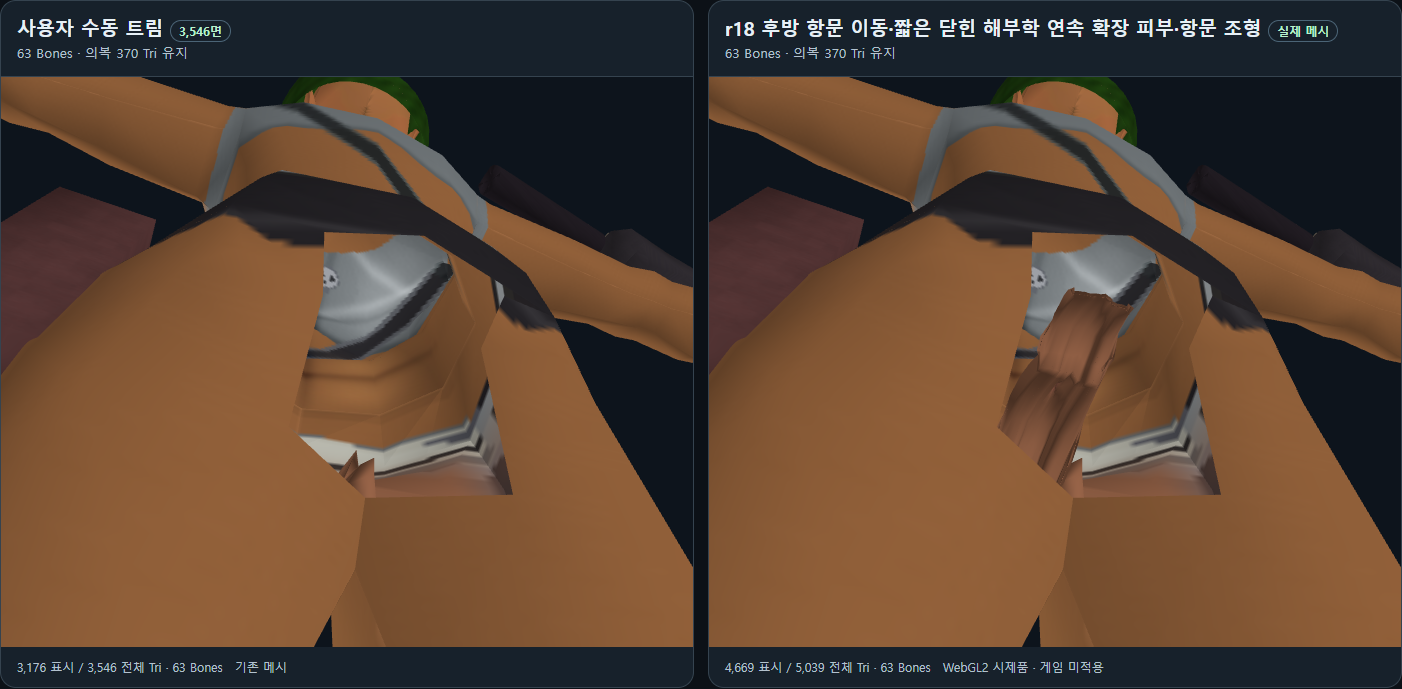 사용자 수동 트림 3,546면
63 Bones · 의복 370 Tri 유지
3,176 표시 / 3,546 전체 Tri · 63 Bones 기존 메시
r18 후방 항문 이동·짧은 닫힌 해부학 연속 확장 피부·항문 조형 실제 메시
63 Bones · 의복 370 Tri 유지
4,669 표시 / 5,039 전체 Tri · 63 Bones WebGL2 시제품 · 게임 미적용